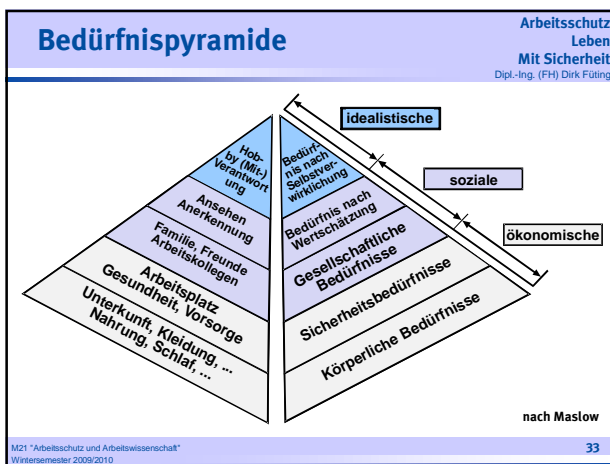 Bedürfnispyramide
Arbeitsschutz
Leben
Mit Sicherheit
Dipl.-Ing. (FH) Dirk Füting
idealistische
soziale
ökonomische
Hob-
by (Mit-)
Verantwort
ung
Ansehen
Anerkennung
Familie, Freunde
Arbeitskollegen
Arbeitsplatz
Gesundheit, Vorsorge
Unterkunft, Kleidung, ...
Nahrung, Schlaf, ...
Bedürf-
nis nach
Selbstver-
wirklichung
Bedürfnis nach
Wertschätzung
Gesellschaftliche
Bedürfnisse
Sicherheitsbedürfnisse
Körperliche Bedürfnisse
nach Maslow
M21 "Arbeitsschutz und Arbeitswissenschaft"
Wintersemester 2009/2010
33